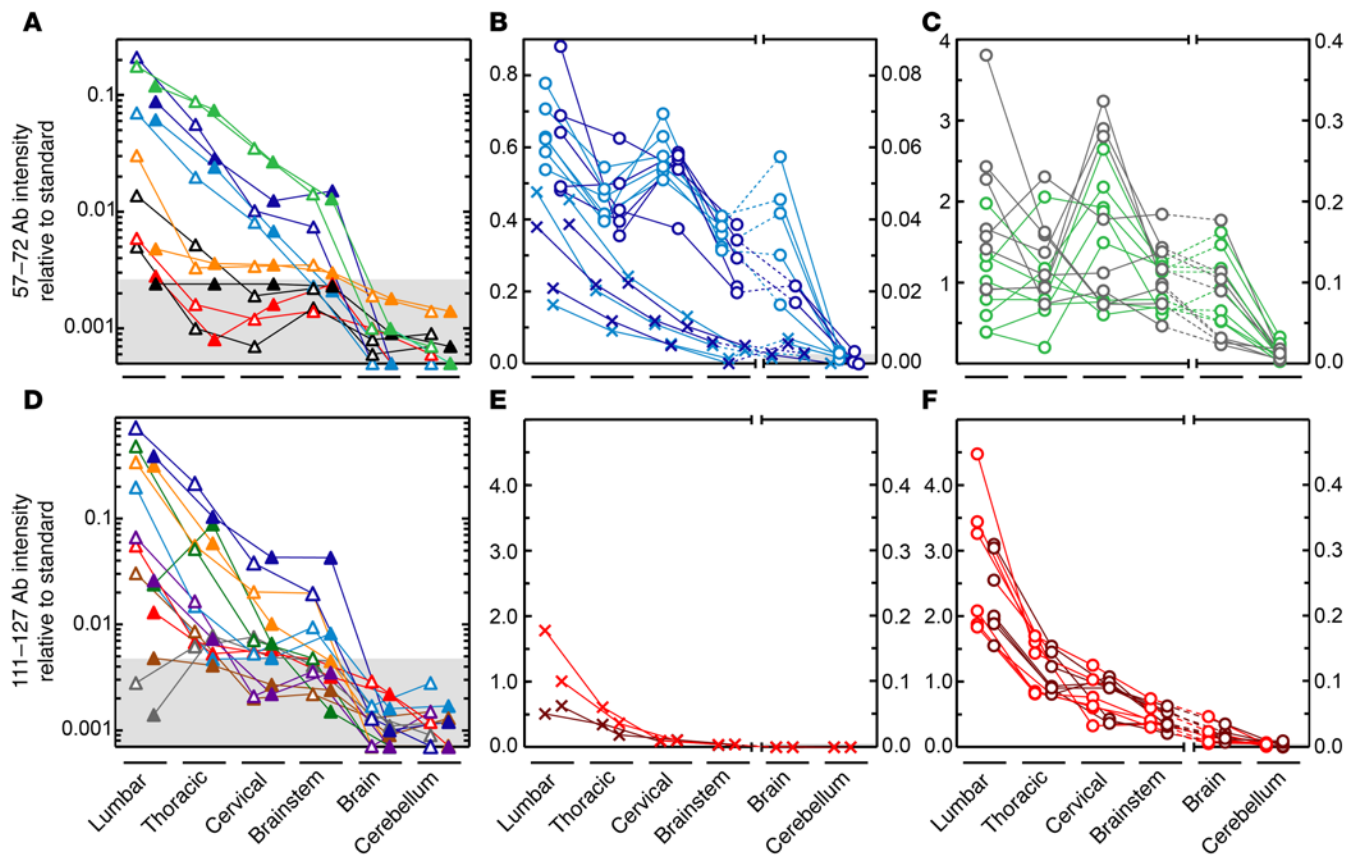 A
B
C
57–72 Ab intensity
relative to standard
0.1
0.01
0.001
0.8
0.6
0.4
0.2
0.0
0.08
0.06
0.04
0.02
0.00
4
3
2
1
0.4
0.3
0.2
0.1
0.0
D
E
F
111–127 Ab intensity
relative to standard
0.1
0.01
0.001
4.0
3.0
2.0
1.0
0.0
0.4
0.3
0.2
0.1
0.0
4.0
3.0
2.0
1.0
0.0
0.4
0.3
0.2
0.1
0.0
Lumbar
Thoracic
Cervical
Brainstem
Brain
Cerebellum
Lumbar
Thoracic
Cervical
Brainstem
Brain
Cerebellum
Lumbar
Thoracic
Cervical
Brainstem
Brain
Cerebellum